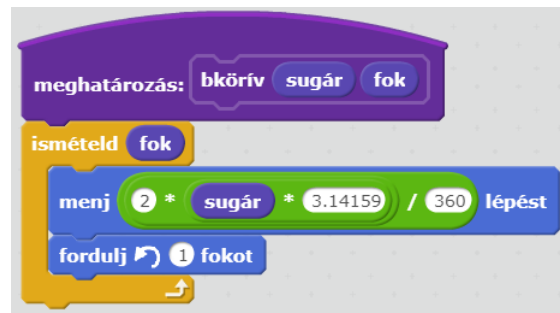 meghatározás: bkörív sugár fok
ismételd fok
menj 2 * sugár * 3.14159 / 360 lépést
fordulj 1 fokot